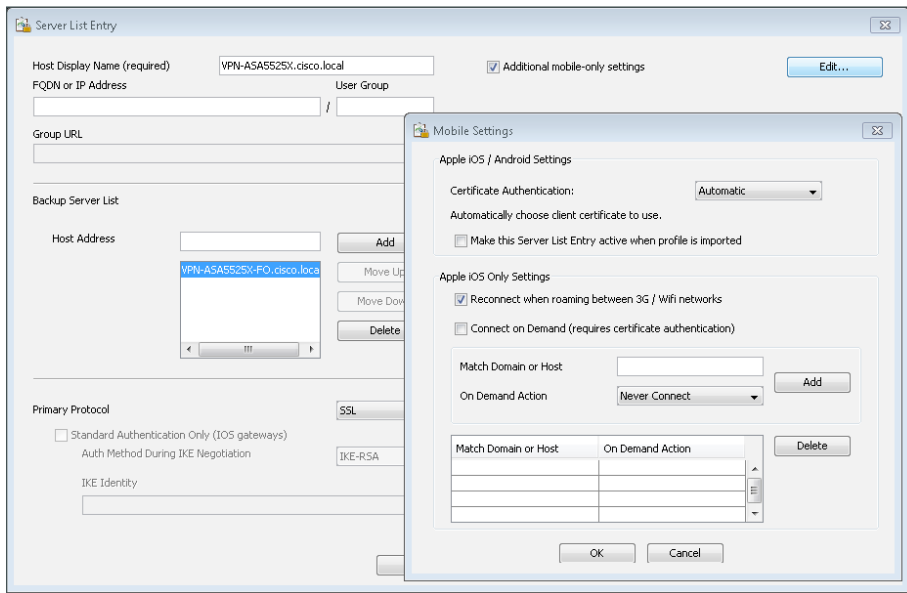 Server List Entry
Host Display Name (required)
VPN-ASA5525X.cisco.local
Additional mobile-only settings
Edit...
FQDN or IP Address
User Group
/
Group URL
Backup Server List
Host Address
Add
VPN-ASA5525X-FO.cisco.loca
Move Up
Move Dow
Delete
Primary Protocol
SSL
Standard Authentication Only (IOS gateways)
Auth Method During IKE Negotiation
IKE-RSA
IKE Identity
Mobile Settings
Apple iOS / Android Settings
Certificate Authentication:
Automatic
Automatically choose client certificate to use.
Make this Server List Entry active when profile is imported
Apple iOS Only Settings
Reconnect when roaming between 3G / Wifi networks
Connect on Demand (requires certificate authentication)
Match Domain or Host
Add
On Demand Action
Never Connect
Match Domain or Host
On Demand Action
Delete
OK
Cancel